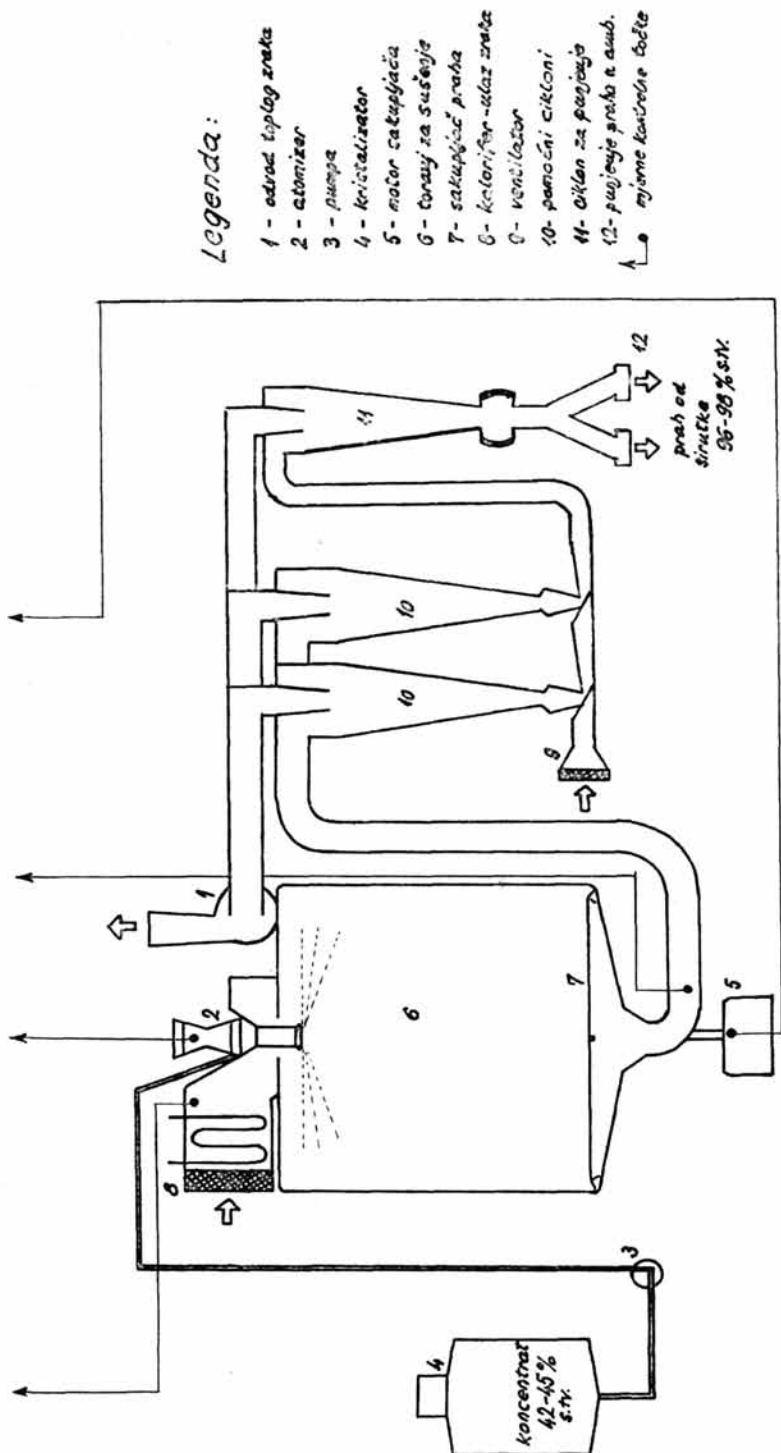 Legenda:
1 - odvod toplog zraka
2 - atomizer
3 - pumpa
4 - kristalizator
5 - motor sakupljača
6 - toranj za sušenje
7 - sakupljač praha
8 - kalorifer-ulaz zraka
9 - ventilator
10- pomoćni cikloni
11- ciklon za punjenje
12- punjenje praha u amb.
mjerne kontrolne točke
1
2
8
6
7
5
3
4
koncentrat
42-45%
s.tv.
9
10
10
11
12
prah od
sirutke
96-98% s.tv.